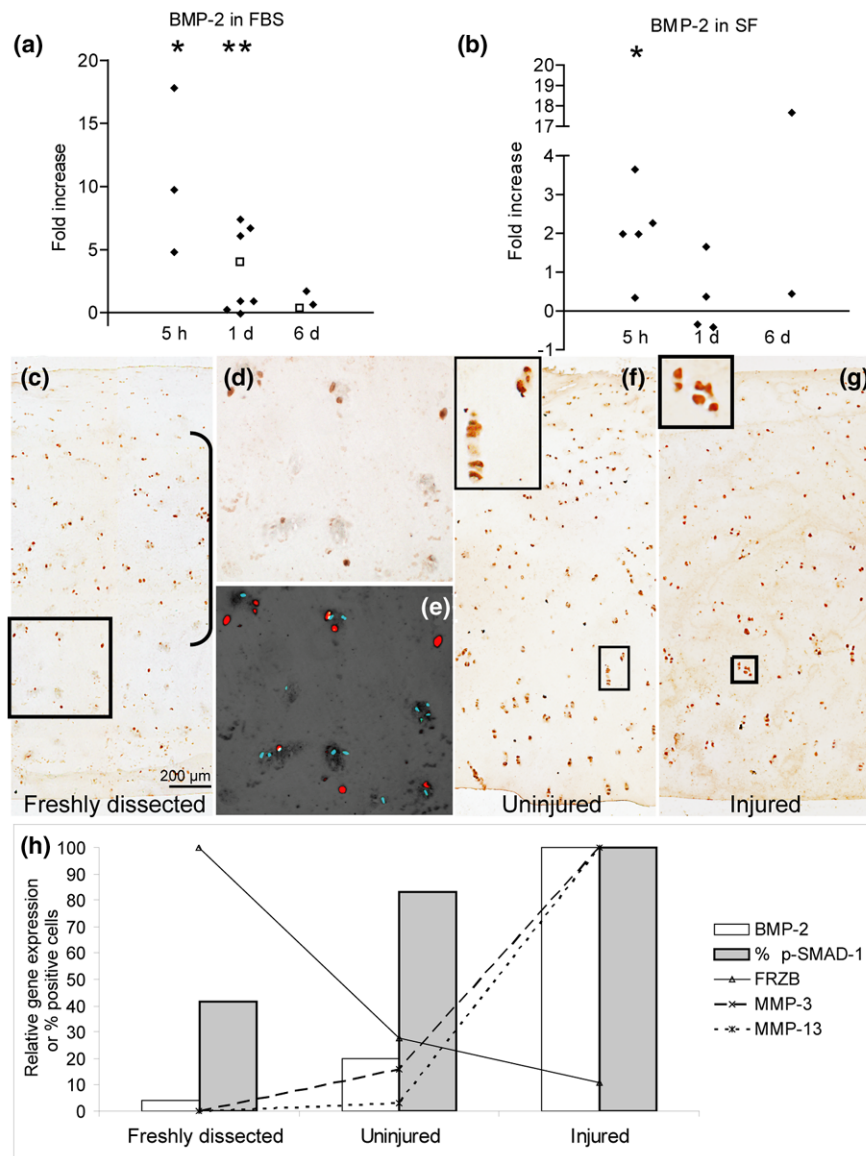 BMP-2 in FBS
(a)
* **
Fold increase
20
15
10
5
0
5 h 1 d 6 d
BMP-2 in SF
(b)
*
Fold increase
20
19
18
17
4
2
0
-1
5 h 1 d 6 d
(c)
200 µm
Freshly dissected
(d)
(e)
(f)
Uninjured
(g)
Injured
(h)
Relative gene expression
or % positive cells
100
90
80
70
60
50
40
30
20
10
0
Freshly dissected Uninjured Injured
BMP-2
% p-SMAD-1
FRZB
MMP-3
MMP-13